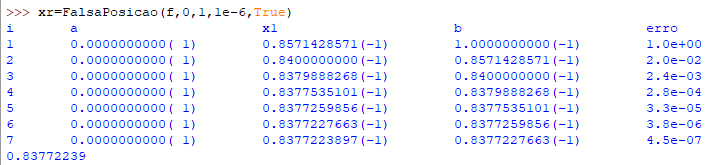 >>> xr=FalsaPosicao(f,0,1,1e-6,True)
i a x1 b erro
1 0.0000000000( 1) 0.8571428571(-1) 1.0000000000(-1) 1.0e+00
2 0.0000000000( 1) 0.8400000000(-1) 0.8571428571(-1) 2.0e-02
3 0.0000000000( 1) 0.8379888268(-1) 0.8400000000(-1) 2.4e-03
4 0.0000000000( 1) 0.8377535101(-1) 0.8379888268(-1) 2.8e-04
5 0.0000000000( 1) 0.8377259856(-1) 0.8377535101(-1) 3.3e-05
6 0.0000000000( 1) 0.8377227663(-1) 0.8377259856(-1) 3.8e-06
7 0.0000000000( 1) 0.8377223897(-1) 0.8377227663(-1) 4.5e-07
0.83772239